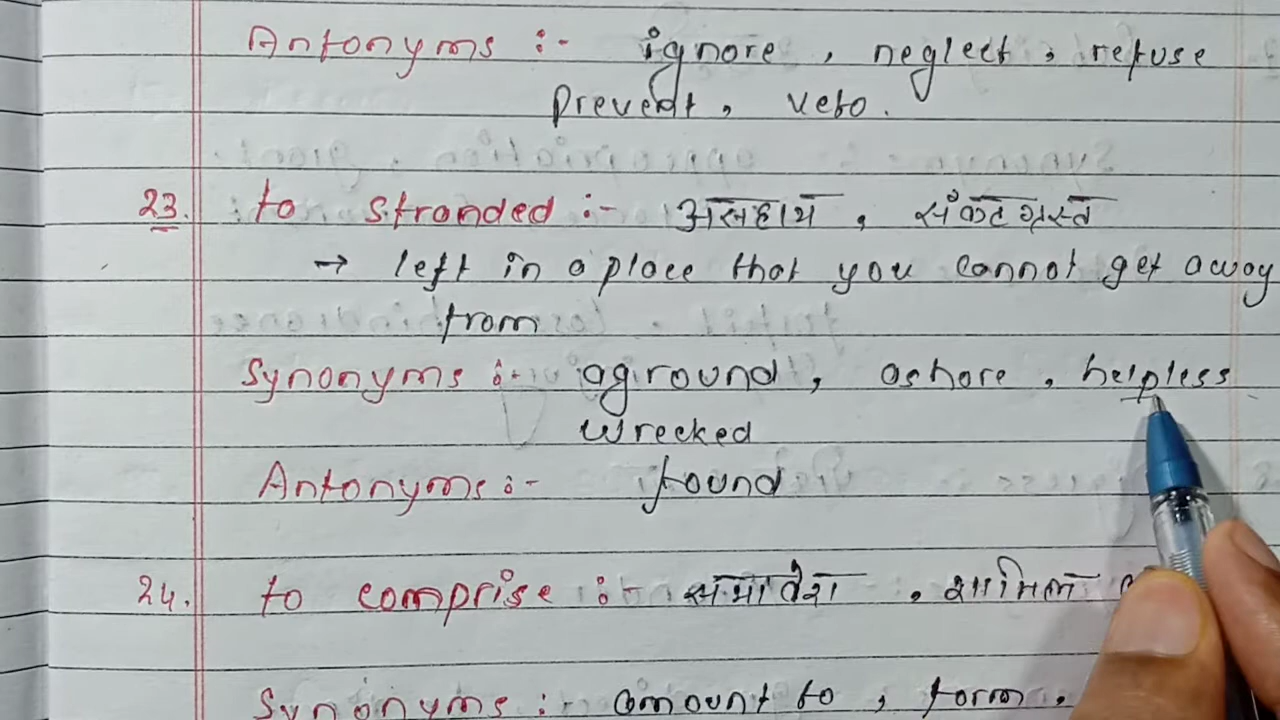 Antonyms :- ignore, neglect, refuse
Prevent, veto.
23. to stranded :- असहाय, संकटग्रस्त
→ left in a place that you cannot get away
from
Synonyms :- aground, ashore, helpless
wrecked
Antonyms :- found
24. to comprise :- समावेश, शामिल
Synonyms :- amount to, form,